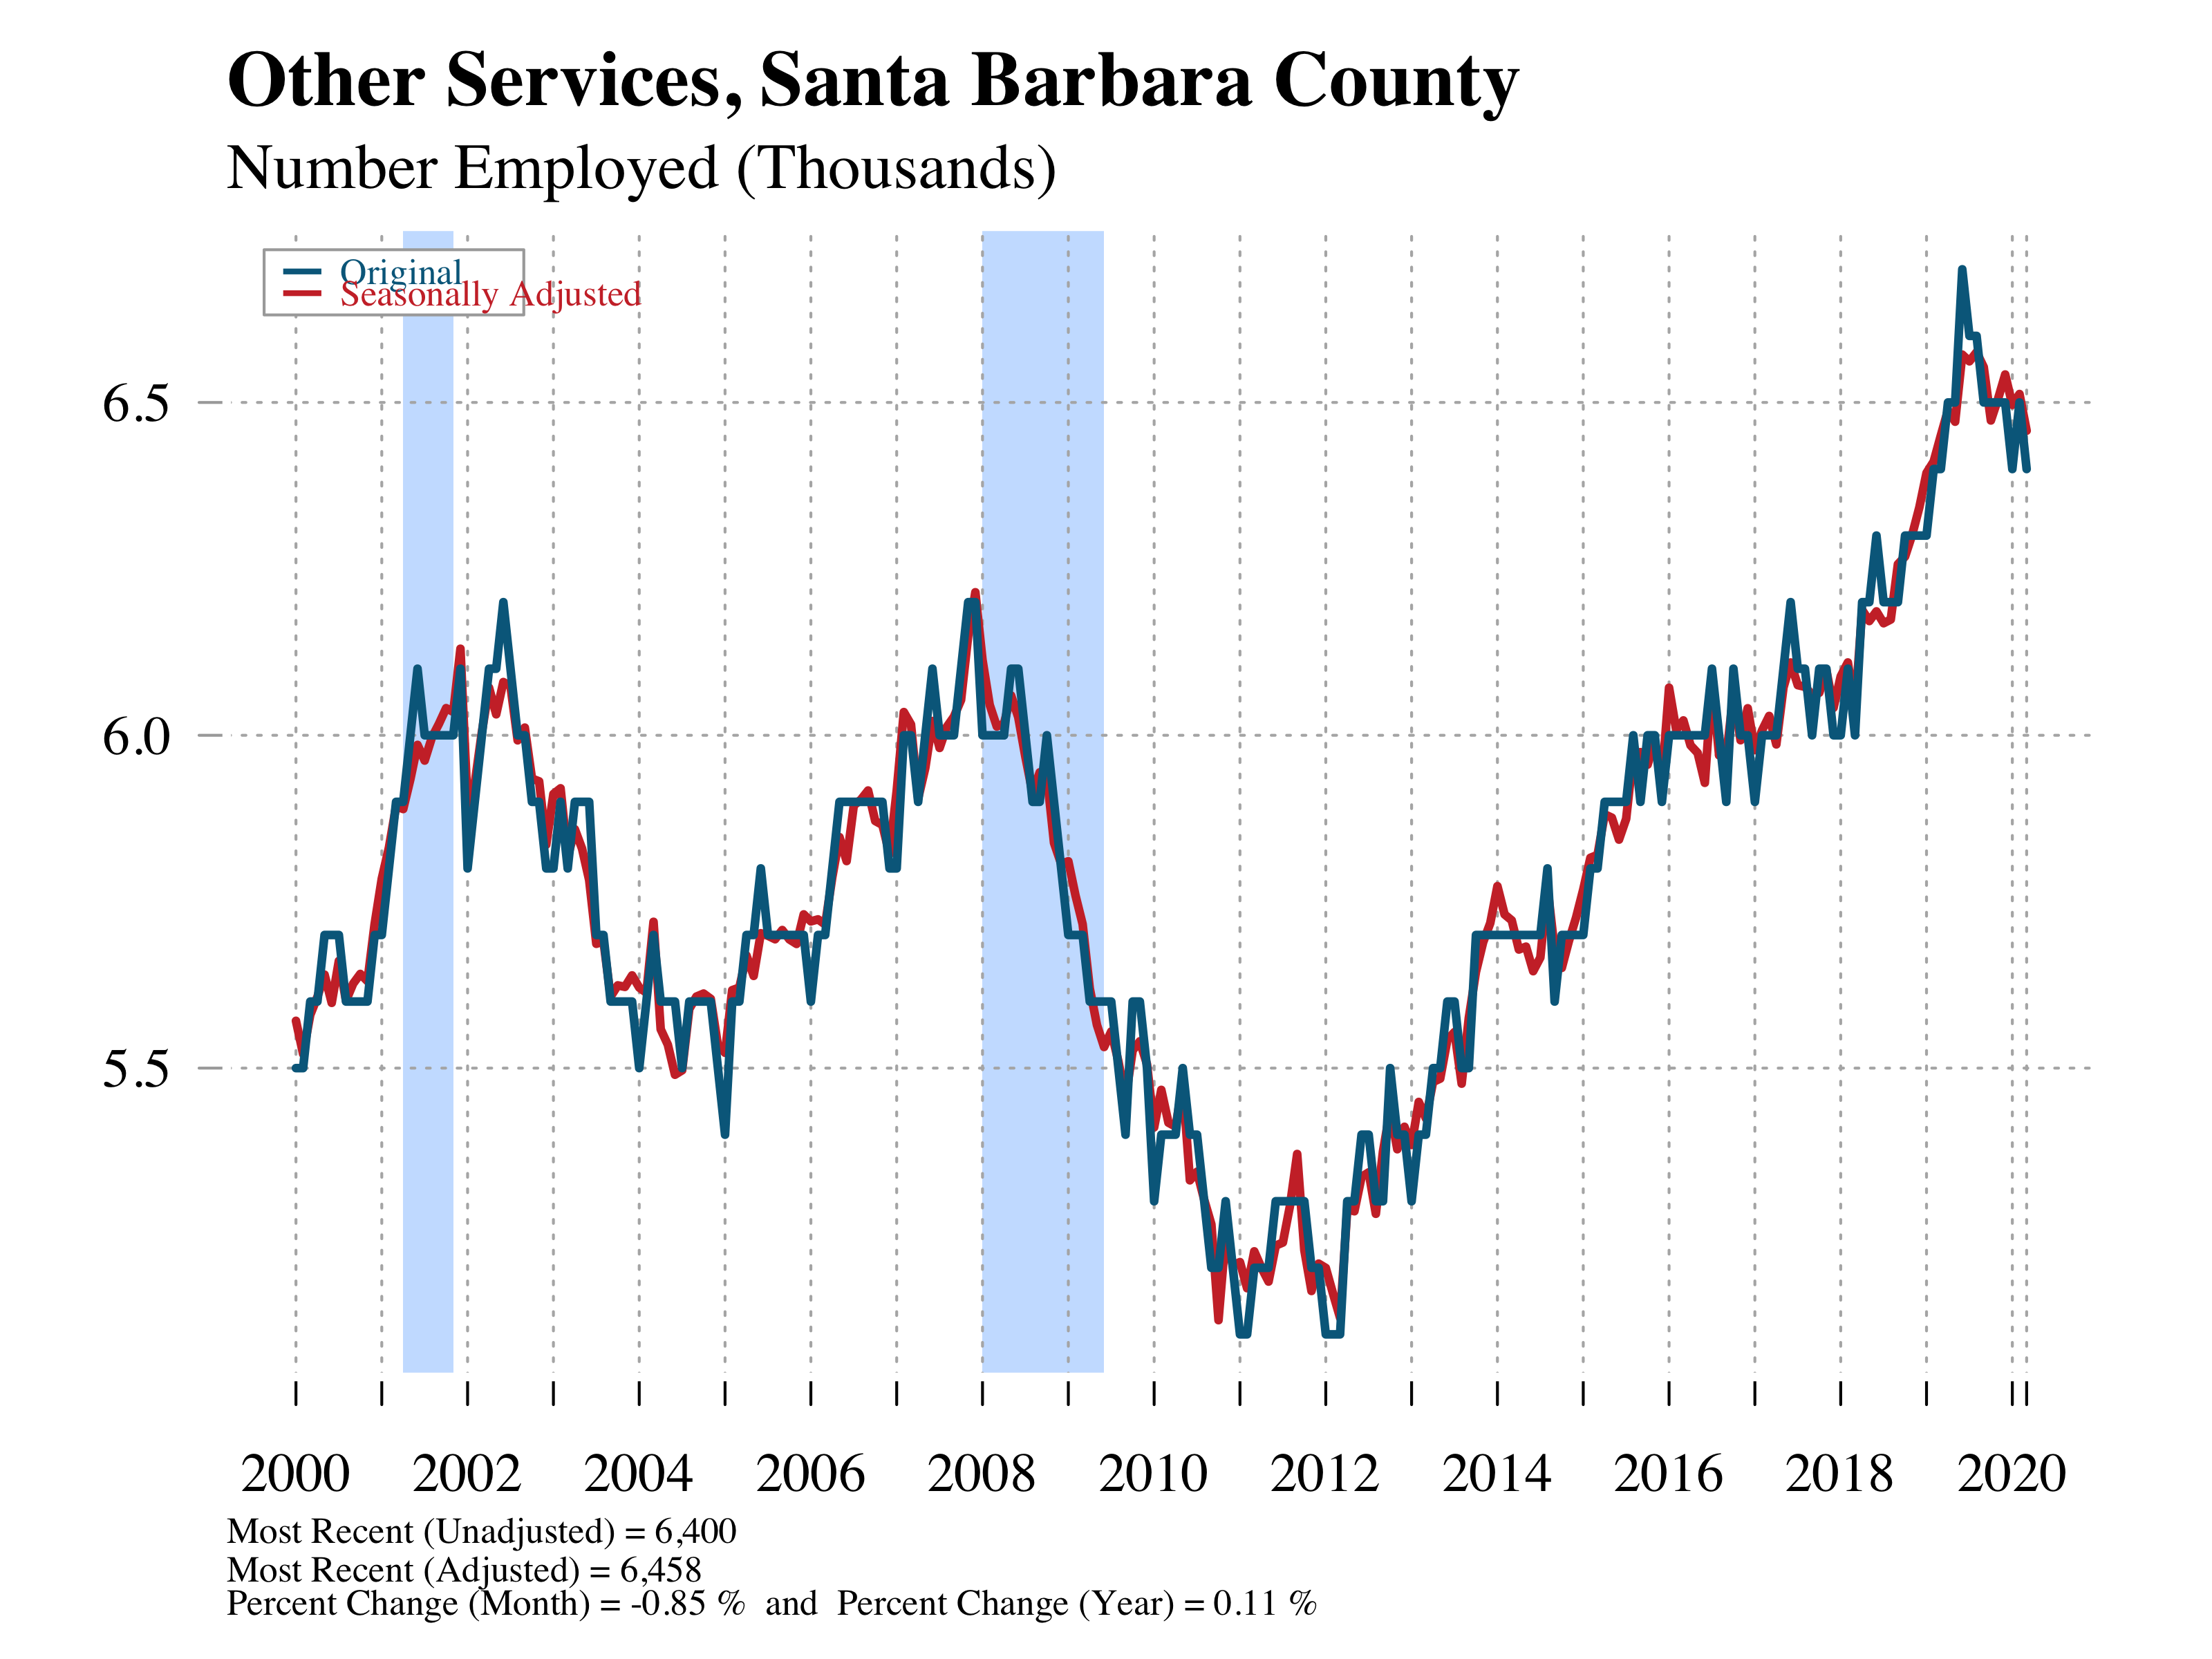 Other Services, Santa Barbara County
Number Employed (Thousands)
Original
Seasonally Adjusted
6.5
6.0
5.5
2000 2002 2004 2006 2008 2010 2012 2014 2016 2018 2020
Most Recent (Unadjusted) = 6,400
Most Recent (Adjusted) = 6,458
Percent Change (Month) = -0.85 % and Percent Change (Year) = 0.11 %